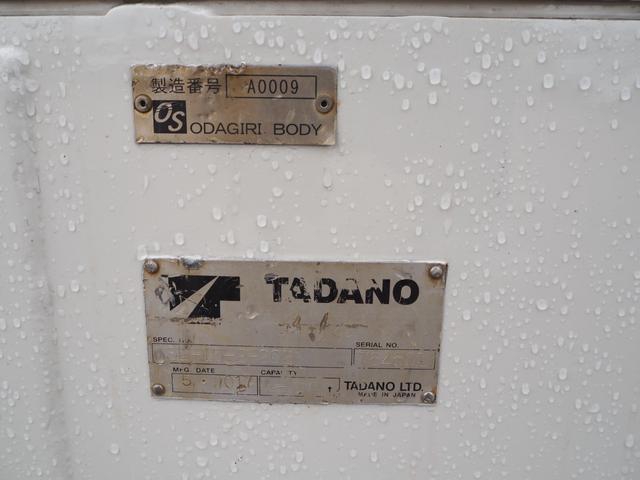 製造番号 A0009
OS ODAGIRI BODY
TADANO
SPEC. NO.
SERIAL NO.
MFG. DATE CAPACITY
t
TADANO LTD.
MADE IN JAPAN